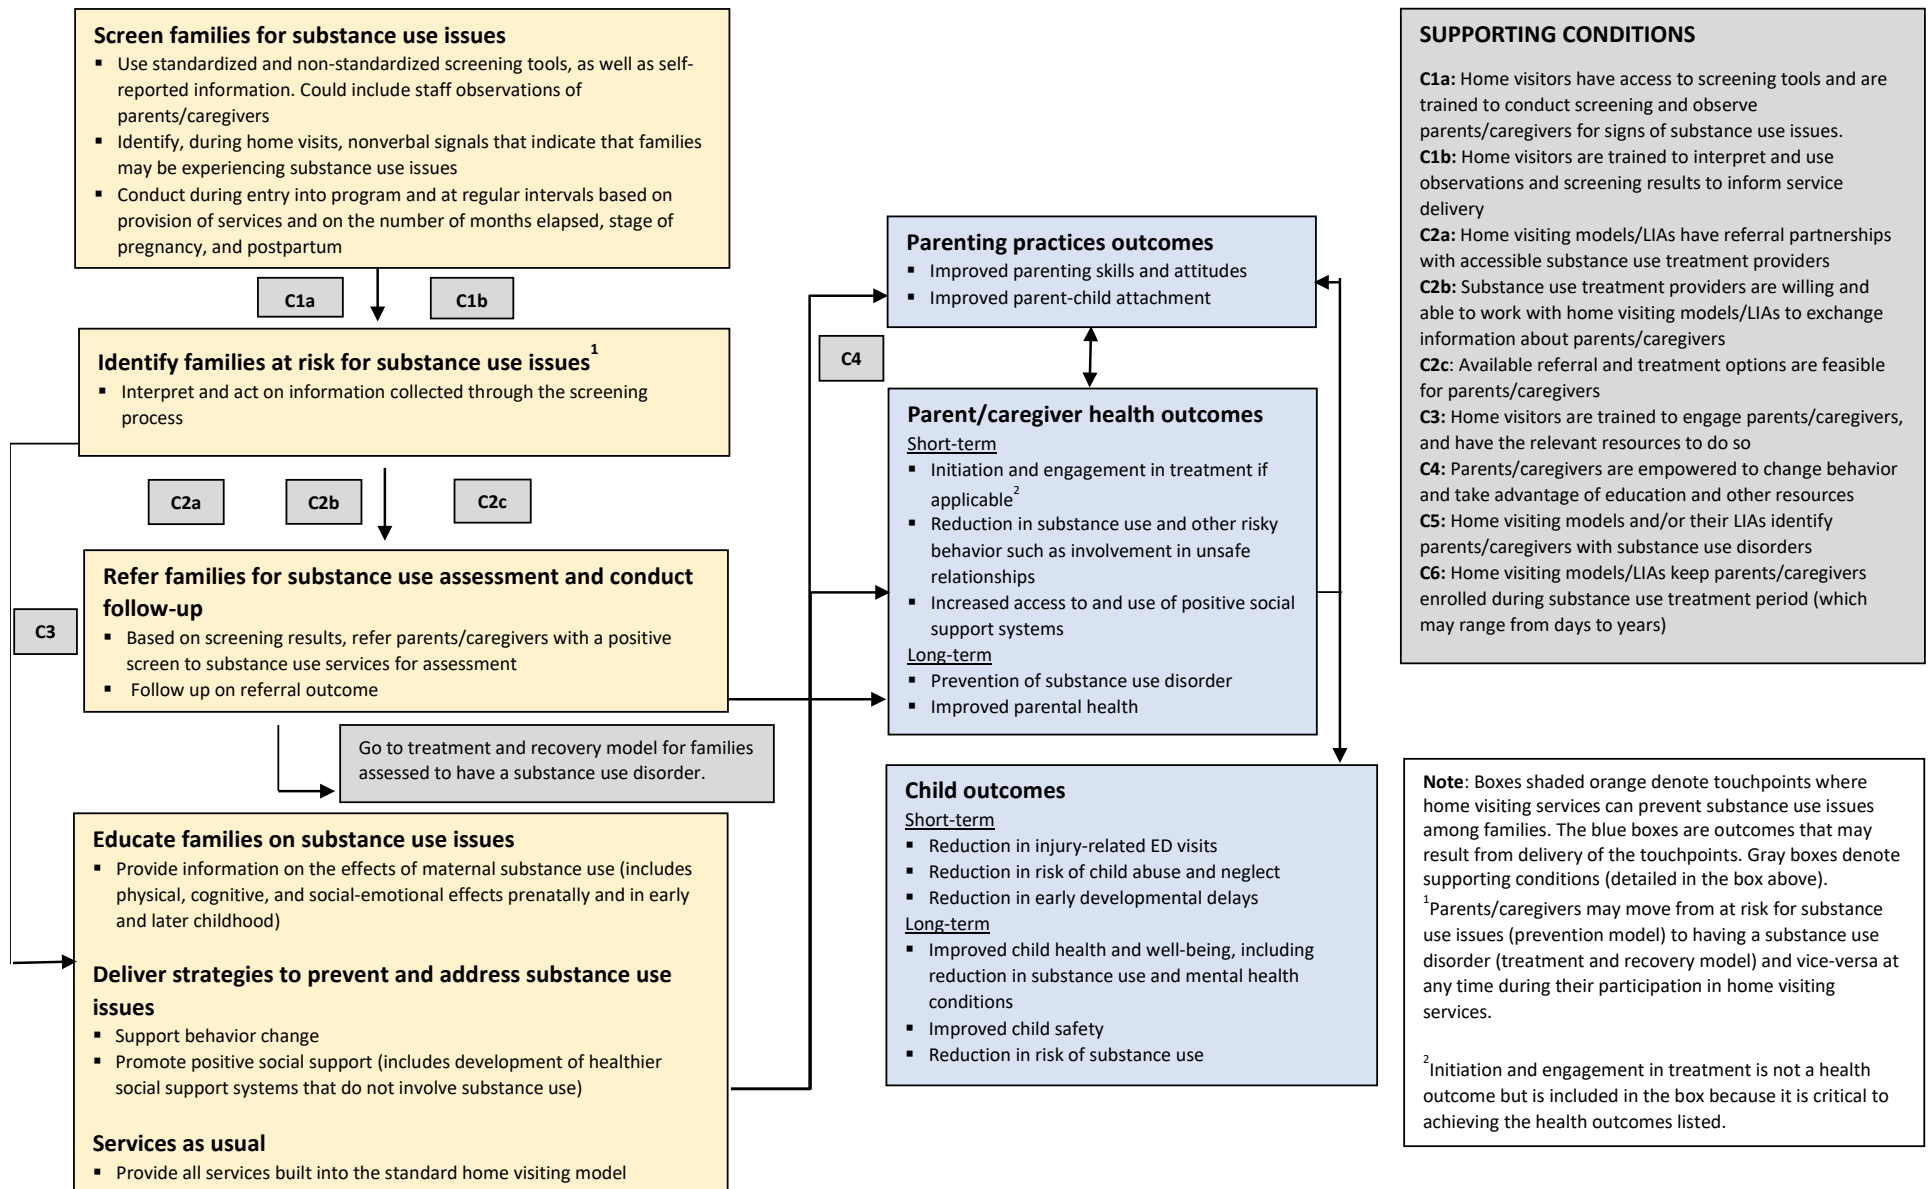 Screen families for substance use issues
▪ Use standardized and non-standardized screening tools, as well as self-
reported information. Could include staff observations of
parents/caregivers
▪ Identify, during home visits, nonverbal signals that indicate that families
may be experiencing substance use issues
▪ Conduct during entry into program and at regular intervals based on
provision of services and on the number of months elapsed, stage of
pregnancy, and postpartum
C1a
C1b
Identify families at risk for substance use issues1
▪ Interpret and act on information collected through the screening
process
C2a
C2b
C2c
Refer families for substance use assessment and conduct
follow-up
▪ Based on screening results, refer parents/caregivers with a positive
screen to substance use services for assessment
▪ Follow up on referral outcome
C3
Go to treatment and recovery model for families
assessed to have a substance use disorder.
Educate families on substance use issues
▪ Provide information on the effects of maternal substance use (includes
physical, cognitive, and social-emotional effects prenatally and in early
and later childhood)
Deliver strategies to prevent and address substance use
issues
▪ Support behavior change
▪ Promote positive social support (includes development of healthier
social support systems that do not involve substance use)
Services as usual
▪ Provide all services built into the standard home visiting model
Parenting practices outcomes
▪ Improved parenting skills and attitudes
▪ Improved parent-child attachment
C4
Parent/caregiver health outcomes
Short-term
▪ Initiation and engagement in treatment if
applicable2
▪ Reduction in substance use and other risky
behavior such as involvement in unsafe
relationships
▪ Increased access to and use of positive social
support systems
Long-term
▪ Prevention of substance use disorder
▪ Improved parental health
Child outcomes
Short-term
▪ Reduction in injury-related ED visits
▪ Reduction in risk of child abuse and neglect
▪ Reduction in early developmental delays
Long-term
▪ Improved child health and well-being, including
reduction in substance use and mental health
conditions
▪ Improved child safety
▪ Reduction in risk of substance use
SUPPORTING CONDITIONS
C1a: Home visitors have access to screening tools and are
trained to conduct screening and observe
parents/caregivers for signs of substance use issues.
C1b: Home visitors are trained to interpret and use
observations and screening results to inform service
delivery
C2a: Home visiting models/LIAs have referral partnerships
with accessible substance use treatment providers
C2b: Substance use treatment providers are willing and
able to work with home visiting models/LIAs to exchange
information about parents/caregivers
C2c: Available referral and treatment options are feasible
for parents/caregivers
C3: Home visitors are trained to engage parents/caregivers,
and have the relevant resources to do so
C4: Parents/caregivers are empowered to change behavior
and take advantage of education and other resources
C5: Home visiting models and/or their LIAs identify
parents/caregivers with substance use disorders
C6: Home visiting models/LIAs keep parents/caregivers
enrolled during substance use treatment period (which
may range from days to years)
Note: Boxes shaded orange denote touchpoints where
home visiting services can prevent substance use issues
among families. The blue boxes are outcomes that may
result from delivery of the touchpoints. Gray boxes denote
supporting conditions (detailed in the box above).
1Parents/caregivers may move from at risk for substance
use issues (prevention model) to having a substance use
disorder (treatment and recovery model) and vice-versa at
any time during their participation in home visiting
services.
2Initiation and engagement in treatment is not a health
outcome but is included in the box because it is critical to
achieving the health outcomes listed.